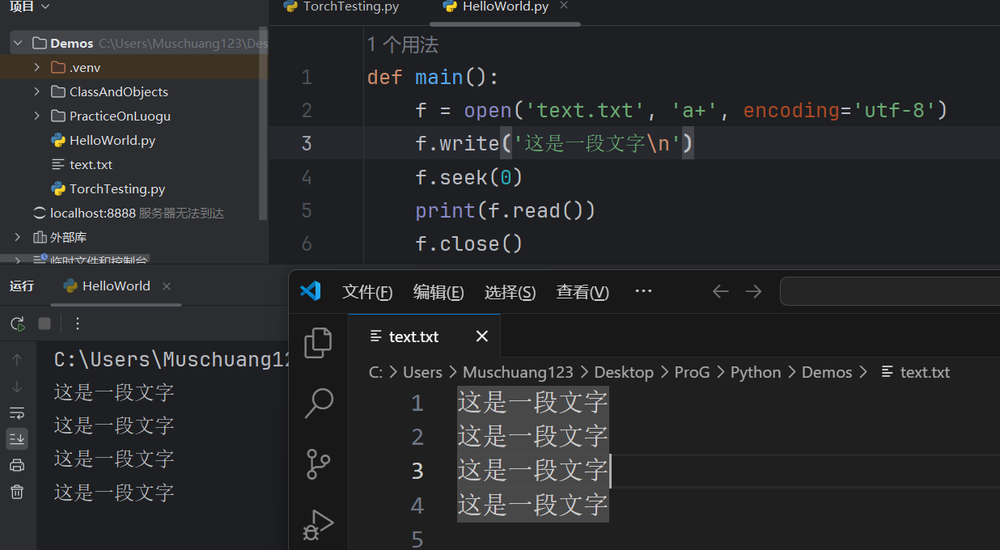 项目
TorchTesting.py
HelloWorld.py
Demos C:\Users\Muschuang123\Des
.venv
ClassAndObjects
PracticeOnLuogu
HelloWorld.py
text.txt
TorchTesting.py
localhost:8888 服务器无法到达
外部库
临时文件和控制台
1 个用法
1 def main():
2 f = open('text.txt', 'a+', encoding='utf-8')
3 f.write('这是一段文字\n')
4 f.seek(0)
5 print(f.read())
6 f.close()
运行
HelloWorld
C:\Users\Muschuang12
这是一段文字
这是一段文字
这是一段文字
这是一段文字
文件(F) 编辑(E) 选择(S) 查看(V) ···
text.txt
C: > Users > Muschuang123 > Desktop > ProG > Python > Demos > text.txt
1 这是一段文字
2 这是一段文字
3 这是一段文字
4 这是一段文字
5